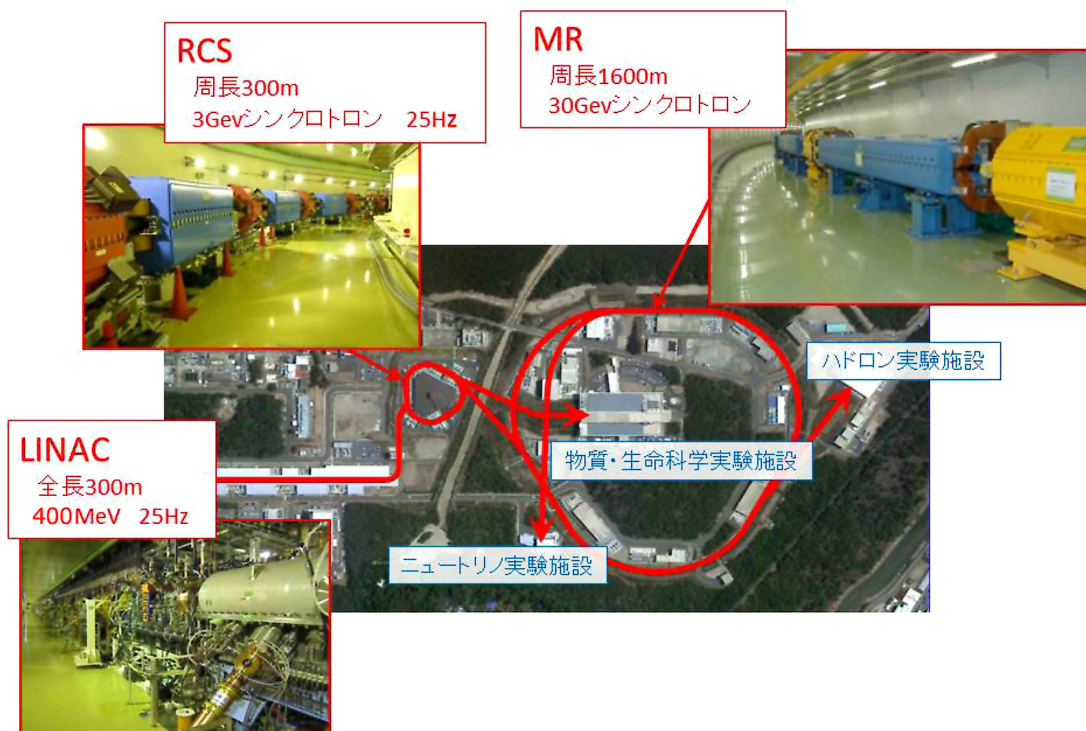 RCS
周長300m
3Gevシンクロトロン 25Hz
MR
周長1600m
30Gevシンクロトロン
ハドロン実験施設
物質・生命科学実験施設
LINAC
全長300m
400MeV 25Hz
ニュートリノ実験施設